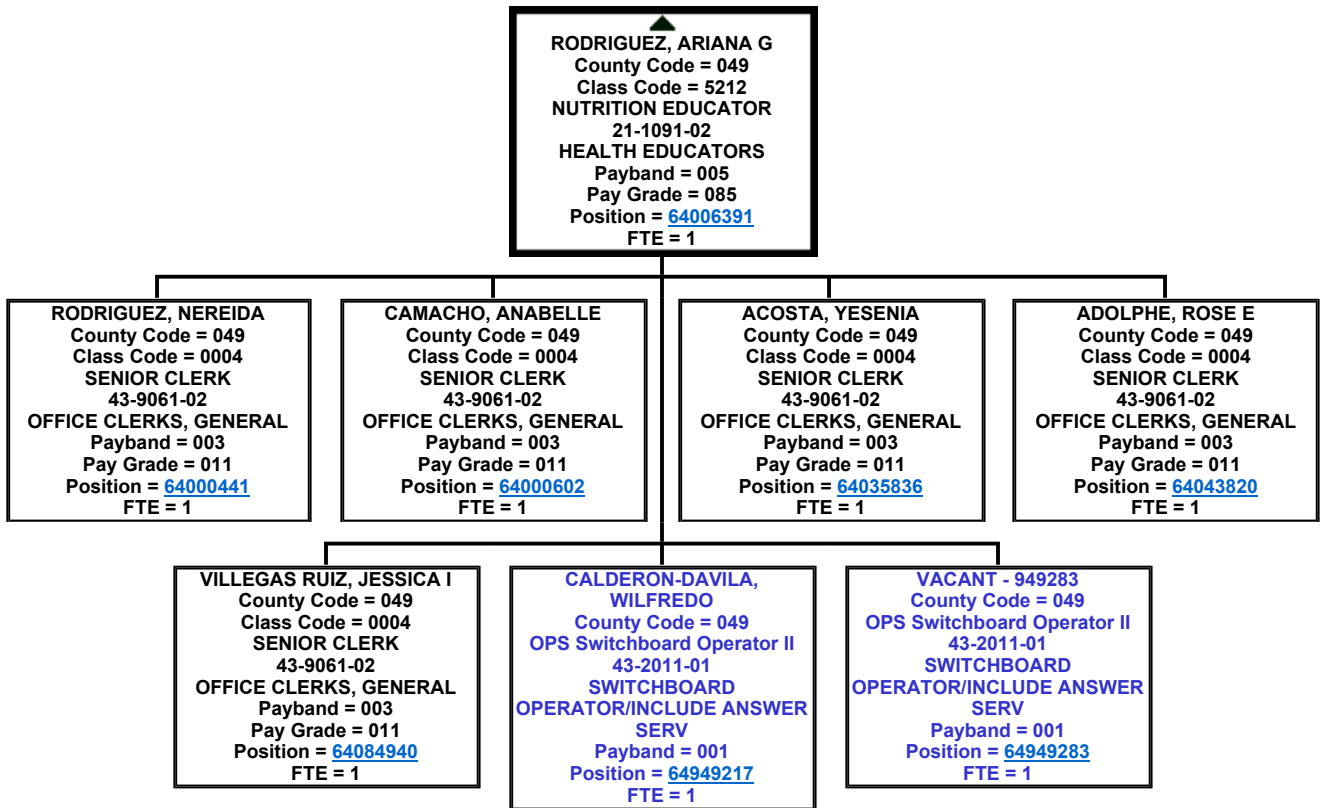 RODRIGUEZ, ARIANA G
County Code = 049
Class Code = 5212
NUTRITION EDUCATOR
21-1091-02
HEALTH EDUCATORS
Payband = 005
Pay Grade = 085
Position = 64006391
FTE = 1
RODRIGUEZ, NEREIDA
County Code = 049
Class Code = 0004
SENIOR CLERK
43-9061-02
OFFICE CLERKS, GENERAL
Payband = 003
Pay Grade = 011
Position = 64000441
FTE = 1
CAMACHO, ANABELLE
County Code = 049
Class Code = 0004
SENIOR CLERK
43-9061-02
OFFICE CLERKS, GENERAL
Payband = 003
Pay Grade = 011
Position = 64000602
FTE = 1
ACOSTA, YESENIA
County Code = 049
Class Code = 0004
SENIOR CLERK
43-9061-02
OFFICE CLERKS, GENERAL
Payband = 003
Pay Grade = 011
Position = 64035836
FTE = 1
ADOLPHE, ROSE E
County Code = 049
Class Code = 0004
SENIOR CLERK
43-9061-02
OFFICE CLERKS, GENERAL
Payband = 003
Pay Grade = 011
Position = 64043820
FTE = 1
VILLEGAS RUIZ, JESSICA I
County Code = 049
Class Code = 0004
SENIOR CLERK
43-9061-02
OFFICE CLERKS, GENERAL
Payband = 003
Pay Grade = 011
Position = 64084940
FTE = 1
CALDERON-DAVILA,
WILFREDO
County Code = 049
OPS Switchboard Operator II
43-2011-01
SWITCHBOARD
OPERATOR/INCLUDE ANSWER
SERV
Payband = 001
Position = 64949217
FTE = 1
VACANT - 949283
County Code = 049
OPS Switchboard Operator II
43-2011-01
SWITCHBOARD
OPERATOR/INCLUDE ANSWER
SERV
Payband = 001
Position = 64949283
FTE = 1